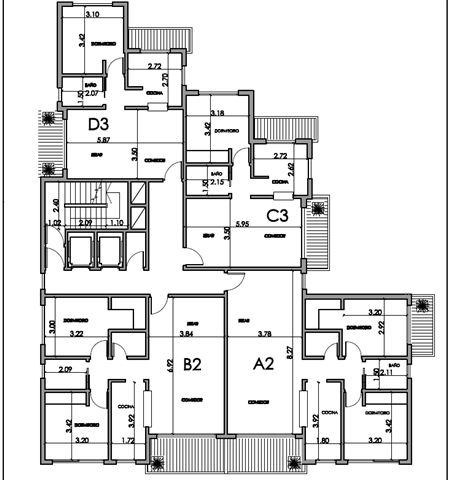 3.10
3.42 DORMITORIO
2.72
2.70
BAÑO
1.50 2.07
COCINA
D3
5.87
3.50
ESTAR COMEDOR
3.18
3.42 DORMITORIO
2.72
2.62
BAÑO
1.50 2.15
COCINA
C3
5.95
3.50
ESTAR COMEDOR
2.40
1.02 2.09 1.10
DORMITORIO
3.00
3.22
ESTAR
3.84
6.92
B2
COMEDOR
2.09
COCINA
3.92
1.72
DORMITORIO
3.42
3.20
ESTAR
3.78
8.27
A2
COMEDOR
3.20
DORMITORIO 2.92
BAÑO
1.50 2.11
COCINA
3.92
1.80
DORMITORIO
3.42
3.20